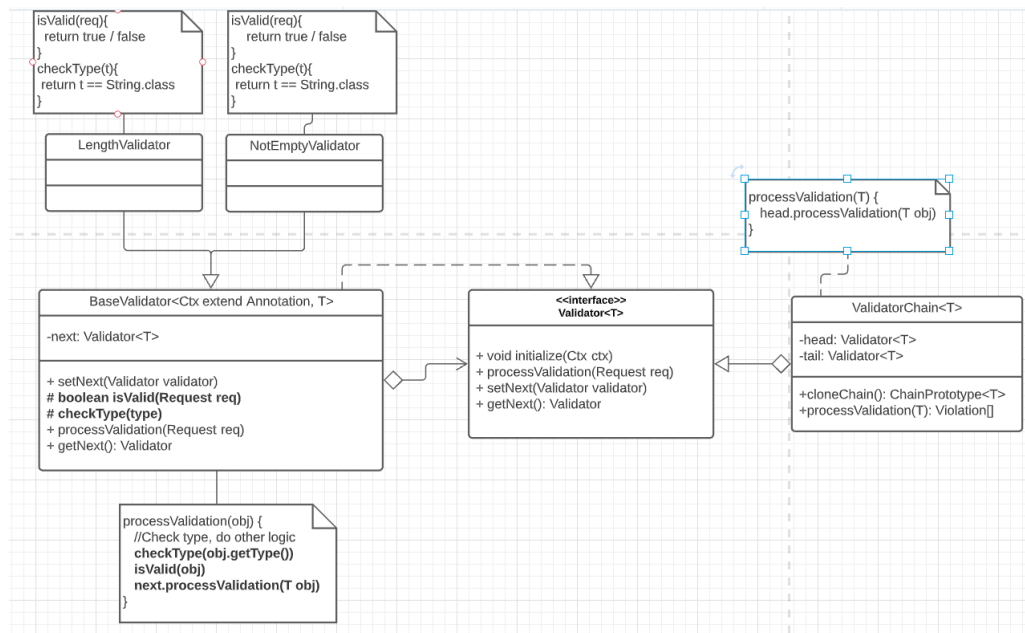 isValid(req){
return true / false
}
checkType(t){
return t == String.class
}
isValid(req){
return true / false
}
checkType(t){
return t == String.class
}
LengthValidator
NotEmptyValidator
processValidation(T) {
head.processValidation(T obj)
}
BaseValidator<Ctx extend Annotation, T>
-next: Validator<T>
+ setNext(Validator validator)
# boolean isValid(Request req)
# checkType(type)
+ processValidation(Request req)
+ getNext(): Validator
<<interface>>
Validator<T>
+ void initialize(Ctx ctx)
+ processValidation(Request req)
+ setNext(Validator validator)
+ getNext(): Validator
ValidatorChain<T>
-head: Validator<T>
-tail: Validator<T>
+cloneChain(): ChainPrototype<T>
+processValidation(T): Violation[]
processValidation(obj) {
//Check type, do other logic
checkType(obj.getType())
isValid(obj)
next.processValidation(T obj)
}